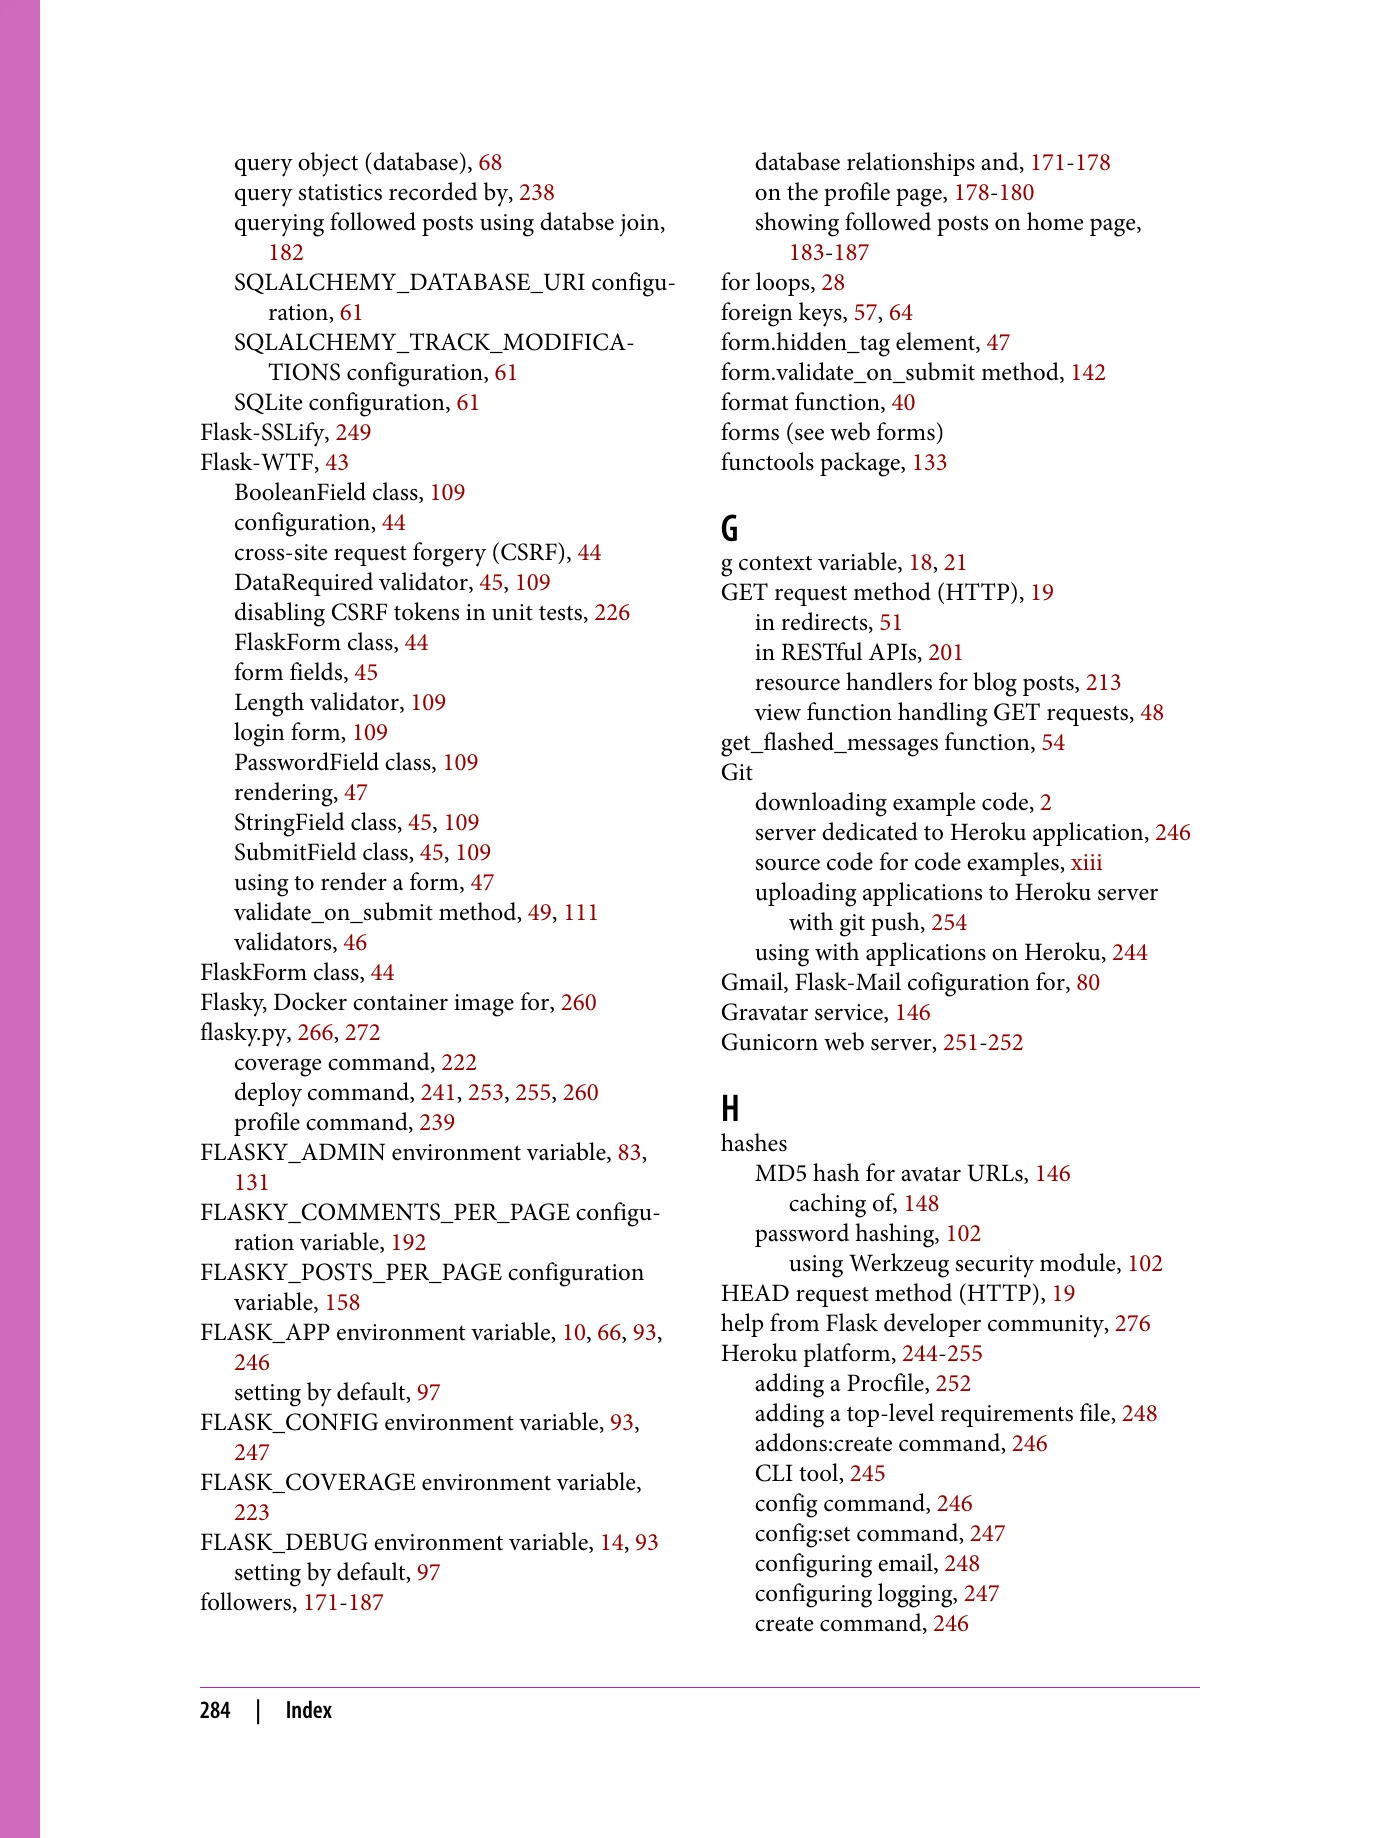 query object (database), 68
query statistics recorded by, 238
querying followed posts using databse join,
182
SQLALCHEMY_DATABASE_URI configu-
ration, 61
SQLALCHEMY_TRACK_MODIFICA-
TIONS configuration, 61
SQLite configuration, 61
Flask-SSLify, 249
Flask-WTF, 43
BooleanField class, 109
configuration, 44
cross-site request forgery (CSRF), 44
DataRequired validator, 45, 109
disabling CSRF tokens in unit tests, 226
FlaskForm class, 44
form fields, 45
Length validator, 109
login form, 109
PasswordField class, 109
rendering, 47
StringField class, 45, 109
SubmitField class, 45, 109
using to render a form, 47
validate_on_submit method, 49, 111
validators, 46
FlaskForm class, 44
Flasky, Docker container image for, 260
flasky.py, 266, 272
coverage command, 222
deploy command, 241, 253, 255, 260
profile command, 239
FLASKY_ADMIN environment variable, 83,
131
FLASKY_COMMENTS_PER_PAGE configu-
ration variable, 192
FLASKY_POSTS_PER_PAGE configuration
variable, 158
FLASK_APP environment variable, 10, 66, 93,
246
setting by default, 97
FLASK_CONFIG environment variable, 93,
247
FLASK_COVERAGE environment variable,
223
FLASK_DEBUG environment variable, 14, 93
setting by default, 97
followers, 171-187
database relationships and, 171-178
on the profile page, 178-180
showing followed posts on home page,
183-187
for loops, 28
foreign keys, 57, 64
form.hidden_tag element, 47
form.validate_on_submit method, 142
format function, 40
forms (see web forms)
functools package, 133
G
g context variable, 18, 21
GET request method (HTTP), 19
in redirects, 51
in RESTful APIs, 201
resource handlers for blog posts, 213
view function handling GET requests, 48
get_flashed_messages function, 54
Git
downloading example code, 2
server dedicated to Heroku application, 246
source code for code examples, xiii
uploading applications to Heroku server
with git push, 254
using with applications on Heroku, 244
Gmail, Flask-Mail cofiguration for, 80
Gravatar service, 146
Gunicorn web server, 251-252
H
hashes
MD5 hash for avatar URLs, 146
caching of, 148
password hashing, 102
using Werkzeug security module, 102
HEAD request method (HTTP), 19
help from Flask developer community, 276
Heroku platform, 244-255
adding a Procfile, 252
adding a top-level requirements file, 248
addons:create command, 246
CLI tool, 245
config command, 246
config:set command, 247
configuring email, 248
configuring logging, 247
create command, 246
284 | Index